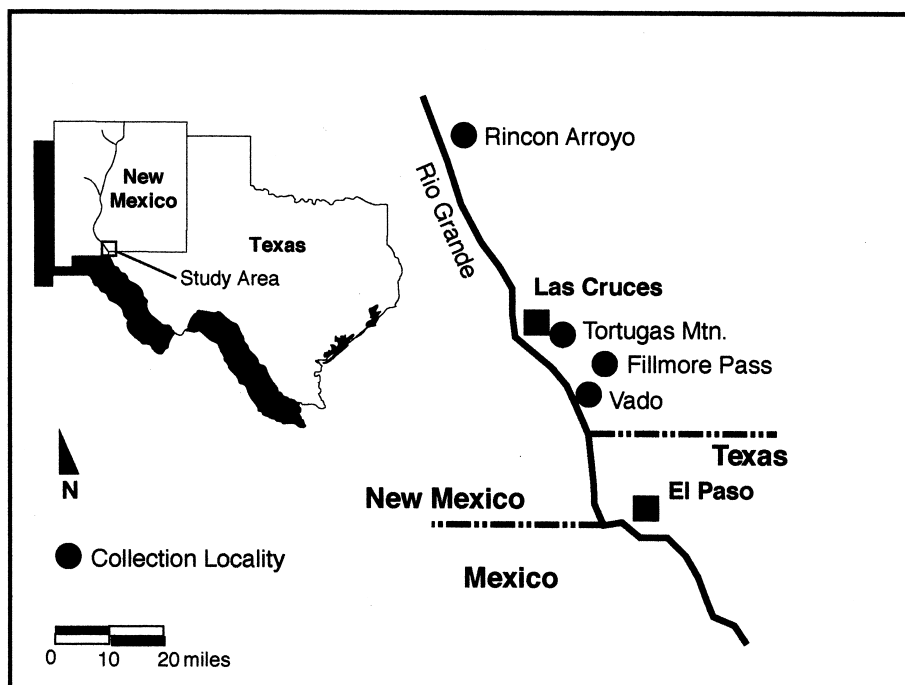 Rincon Arroyo
Rio Grande
New
Mexico
Texas
Study Area
Las Cruces
Tortugas Mtn.
Fillmore Pass
Vado
Texas
El Paso
New Mexico
Mexico
N
Collection Locality
0 10 20 miles